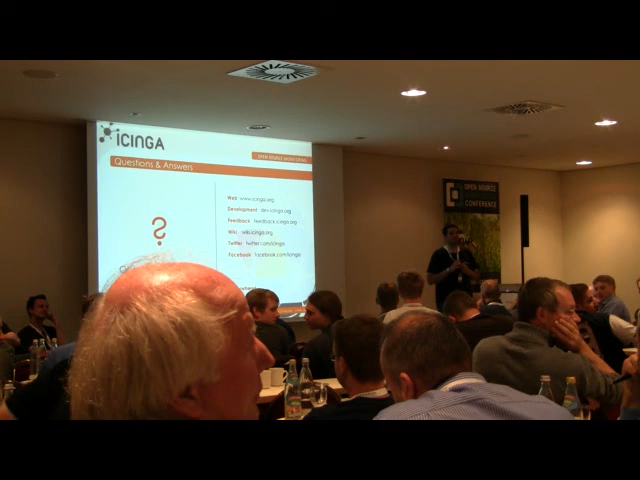 ICINGA
OPEN SOURCE MONITORING
Questions & Answers
Web www.icinga.org
Development dev.icinga.org
Feedback feedback.icinga.org
Wiki wiki.icinga.org
Twitter twitter.com/icinga
Facebook facebook.com/icinga
?
OPEN SOURCE
CONFERENCE